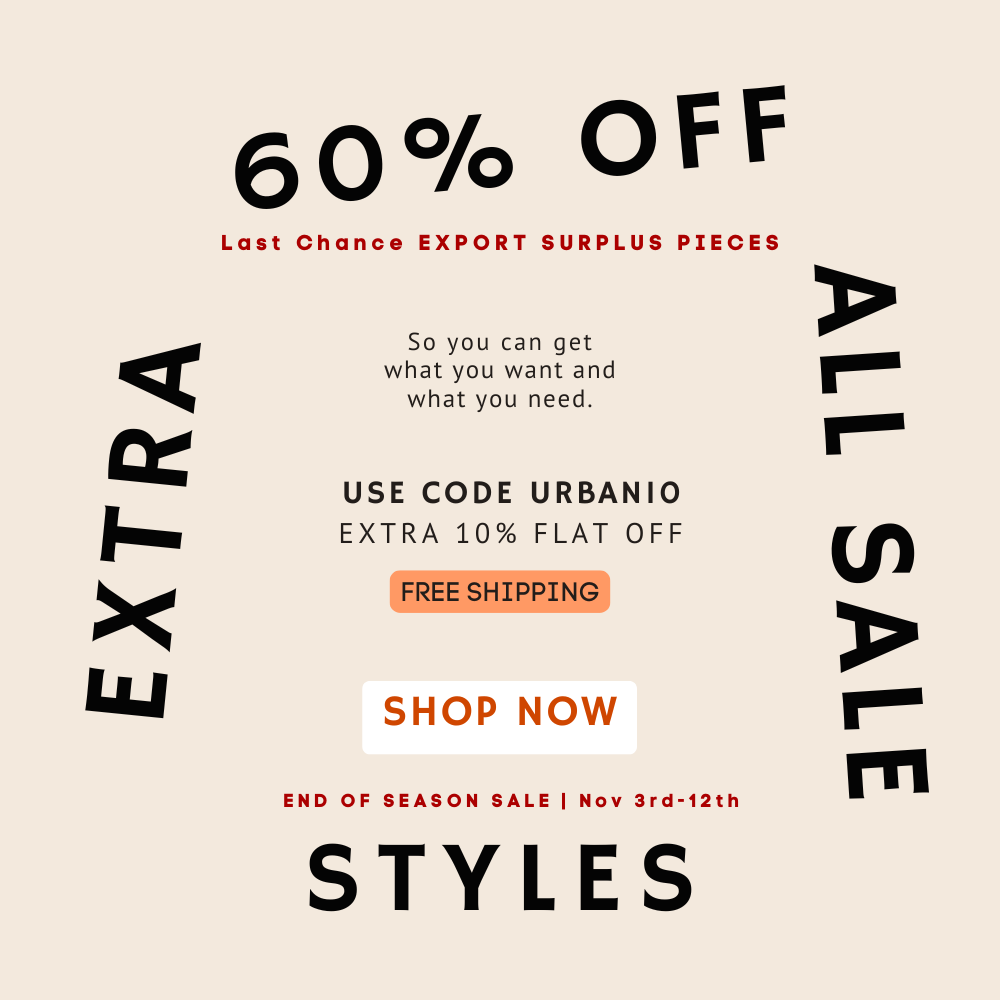 EXTRA
60% OFF
ALL SALE
STYLES
Last Chance EXPORT SURPLUS PIECES
So you can get
what you want and
what you need.
USE CODE URBANIO
EXTRA 10% FLAT OFF
FREE SHIPPING
SHOP NOW
END OF SEASON SALE | Nov 3rd-12th